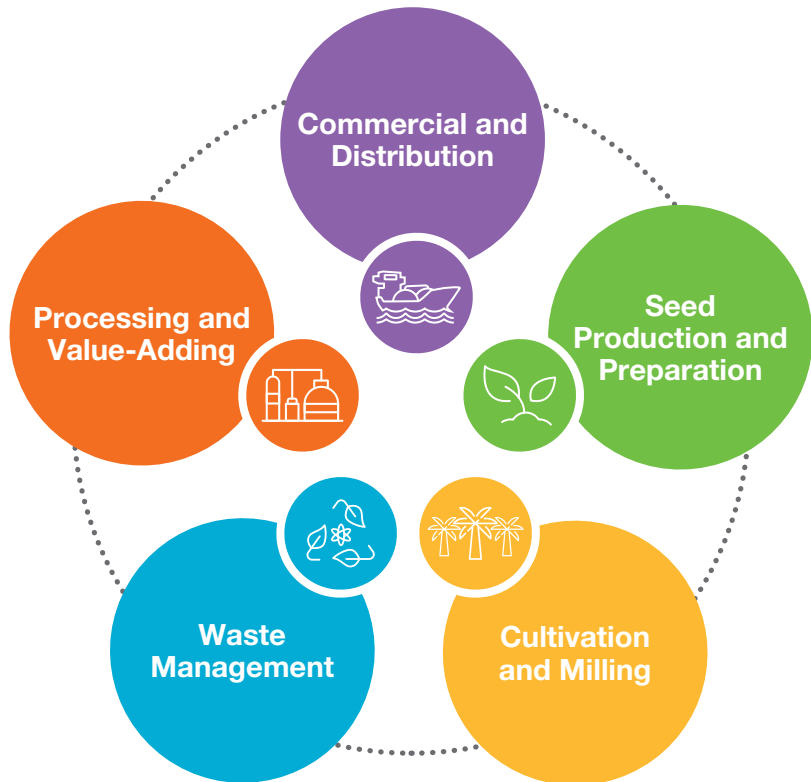 Commercial and
Distribution
Seed
Production and
Preparation
Cultivation
and Milling
Waste
Management
Processing and
Value-Adding